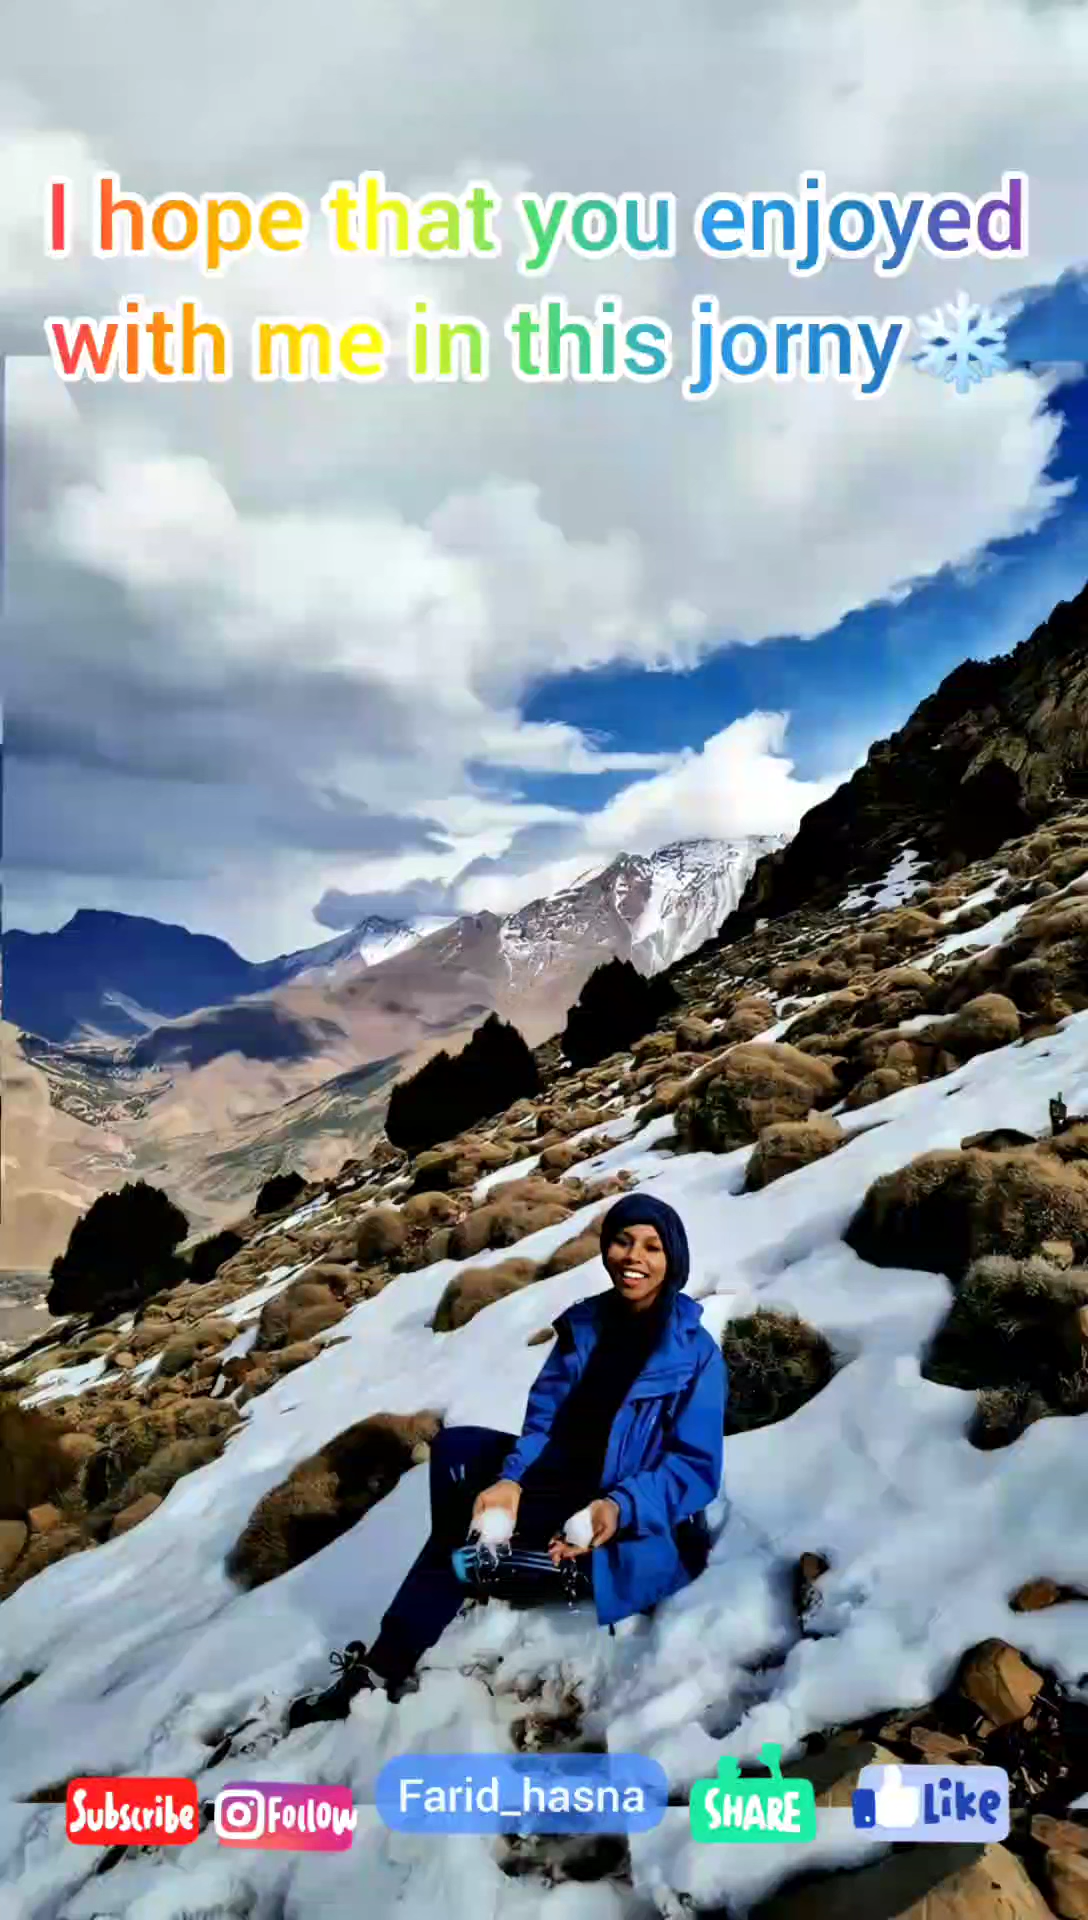 I hope that you enjoyed
with me in this jorny❄️
Subscribe
Follow
Farid_hasna
SHARE
Like